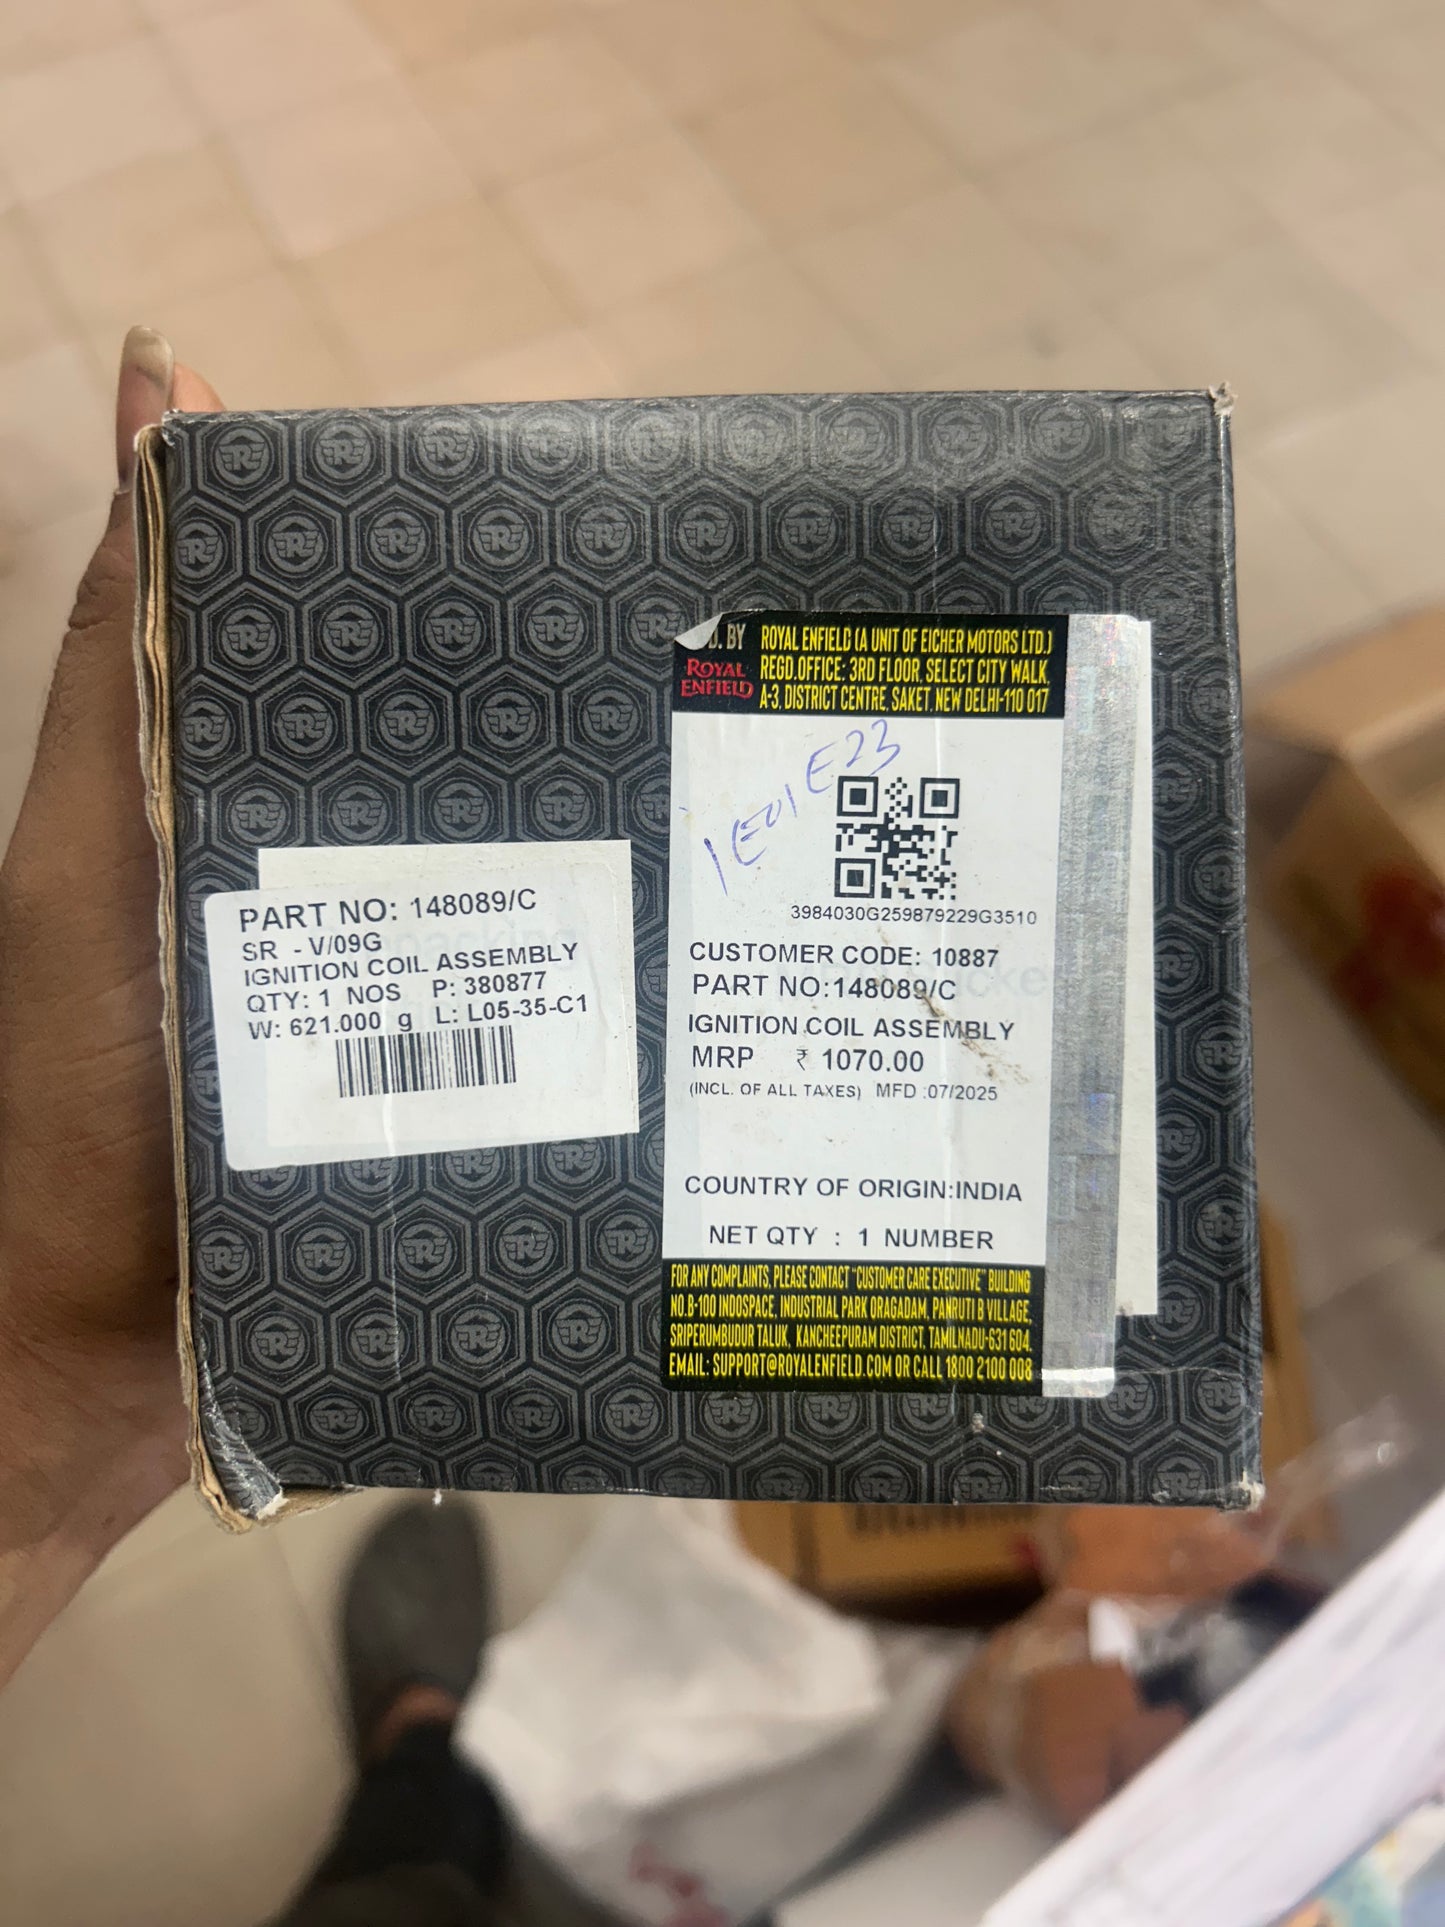 PART NO: 148089/C
SR - V/09G
IGNITION COIL ASSEMBLY
QTY: 1 NOS P: 380877
W: 621.000 g L: L05-35-C1
D. BY
ROYAL ENFIELD
ROYAL ENFIELD (A UNIT OF EICHER MOTORS LTD.)
REGD.OFFICE: 3RD FLOOR, SELECT CITY WALK,
A-3, DISTRICT CENTRE, SAKET, NEW DELHI-110 017
1E01E23
3984030G259879229G3510
CUSTOMER CODE: 10887
PART NO:148089/C
IGNITION COIL ASSEMBLY
MRP ₹ 1070.00
(INCL. OF ALL TAXES) MFD :07/2025
COUNTRY OF ORIGIN:INDIA
NET QTY : 1 NUMBER
FOR ANY COMPLAINTS, PLEASE CONTACT "CUSTOMER CARE EXECUTIVE" BUILDING
NO.B-100 INDOSPACE, INDUSTRIAL PARK ORAGADAM, PANRUTI B VILLAGE,
SRIPERUMBUDUR TALUK, KANCHEEPURAM DISTRICT, TAMILNADU-631 604.
EMAIL: SUPPORT@ROYALENFIELD.COM OR CALL 1800 2100 008